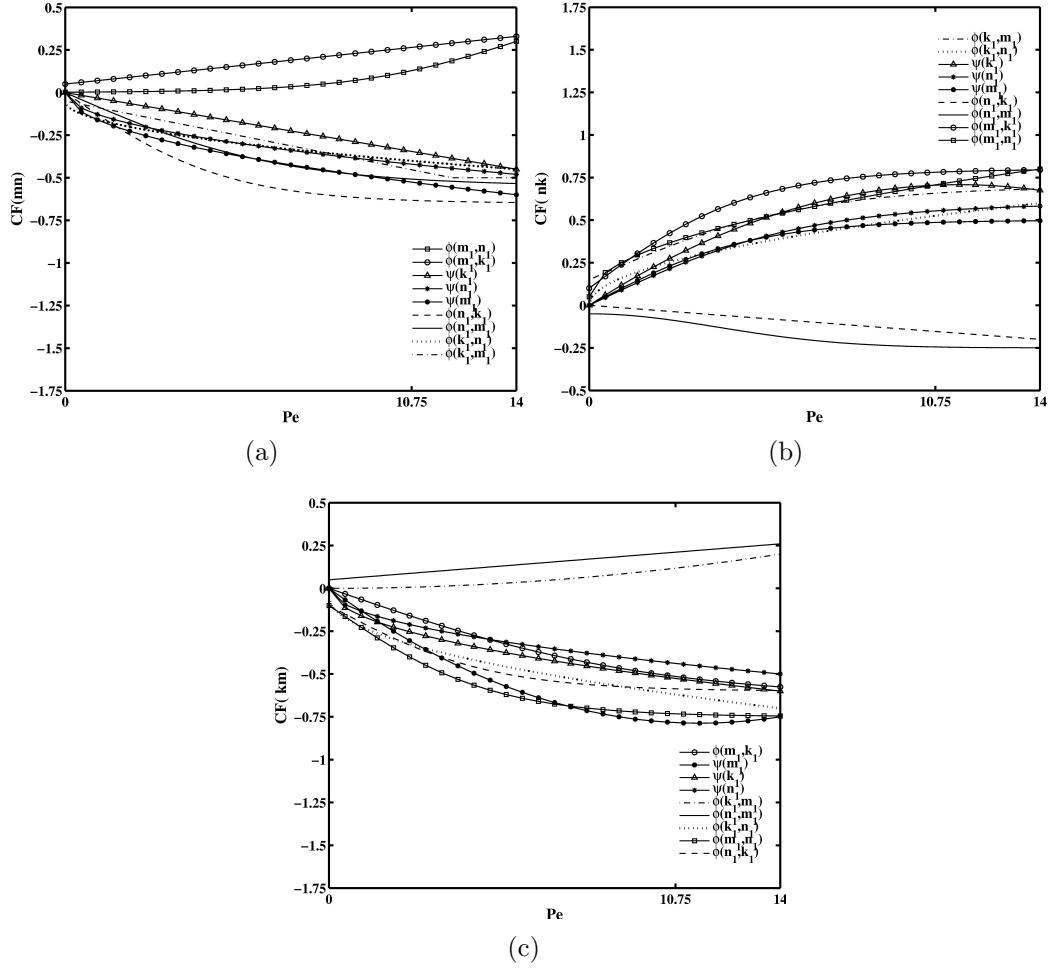 0.5
0.25
0
−0.25
−0.5
−0.75
−1
−1.25
−1.5
−1.75
CF(mn)
0
10.75
14
Pe
ϕ(m₁,n₁)
ϕ(m₁,k₁)
ψ(k₁)
ψ(n₁)
ψ(m₁)
ϕ(n₁,k₁)
ϕ(n₁,m₁)
ϕ(k₁,n₁)
ϕ(k₁,m₁)
(a)
1.75
1.5
1.25
1
0.75
0.5
0.25
0
−0.25
−0.5
CF( nk)
0
10.75
14
Pe
ϕ(k₁,m₁)
ϕ(k₁,n₁)
ψ(k₁)
ψ(n₁)
ψ(m₁)
ϕ(n₁,k₁)
ϕ(n₁,m₁)
ϕ(m₁,k₁)
ϕ(m₁,n₁)
(b)
0.5
0.25
0
−0.25
−0.5
−0.75
−1
−1.25
−1.5
−1.75
CF( km)
0
10.75
14
Pe
ϕ(m₁,k₁)
ψ(m₁)
ψ(k₁)
ψ(n₁)
ϕ(k₁,m₁)
ϕ(n₁,m₁)
ϕ(k₁,n₁)
ϕ(m₁,n₁)
ϕ(n₁,k₁)
(c)